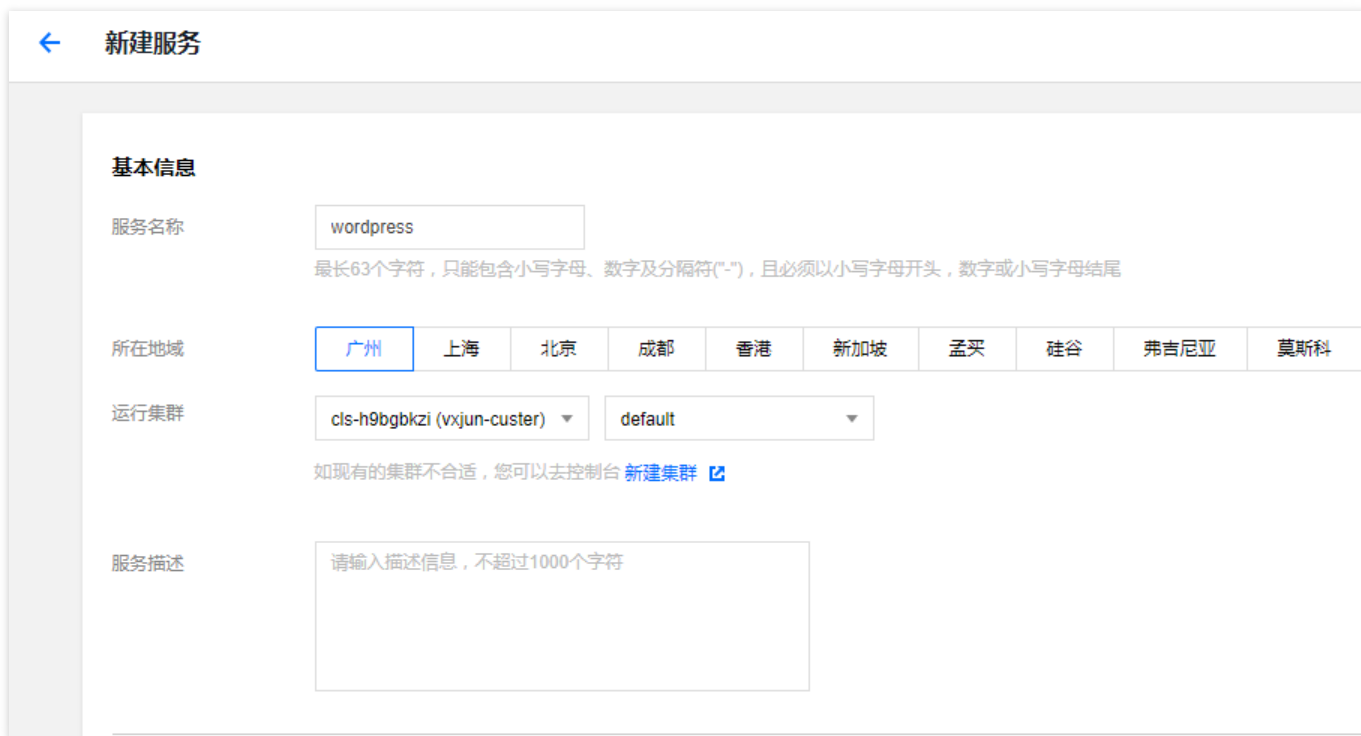 新建服务
基本信息
服务名称
wordpress
最长63个字符，只能包含小写字母、数字及分隔符("-")，且必须以小写字母开头，数字或小写字母结尾
所在地域
广州 上海 北京 成都 香港 新加坡 孟买 硅谷 弗吉尼亚 莫斯科
运行集群
cls-h9bgbkzi (vxjun-custer) default
如现有的集群不合适，您可以去控制台 新建集群
服务描述
请输入描述信息，不超过1000个字符